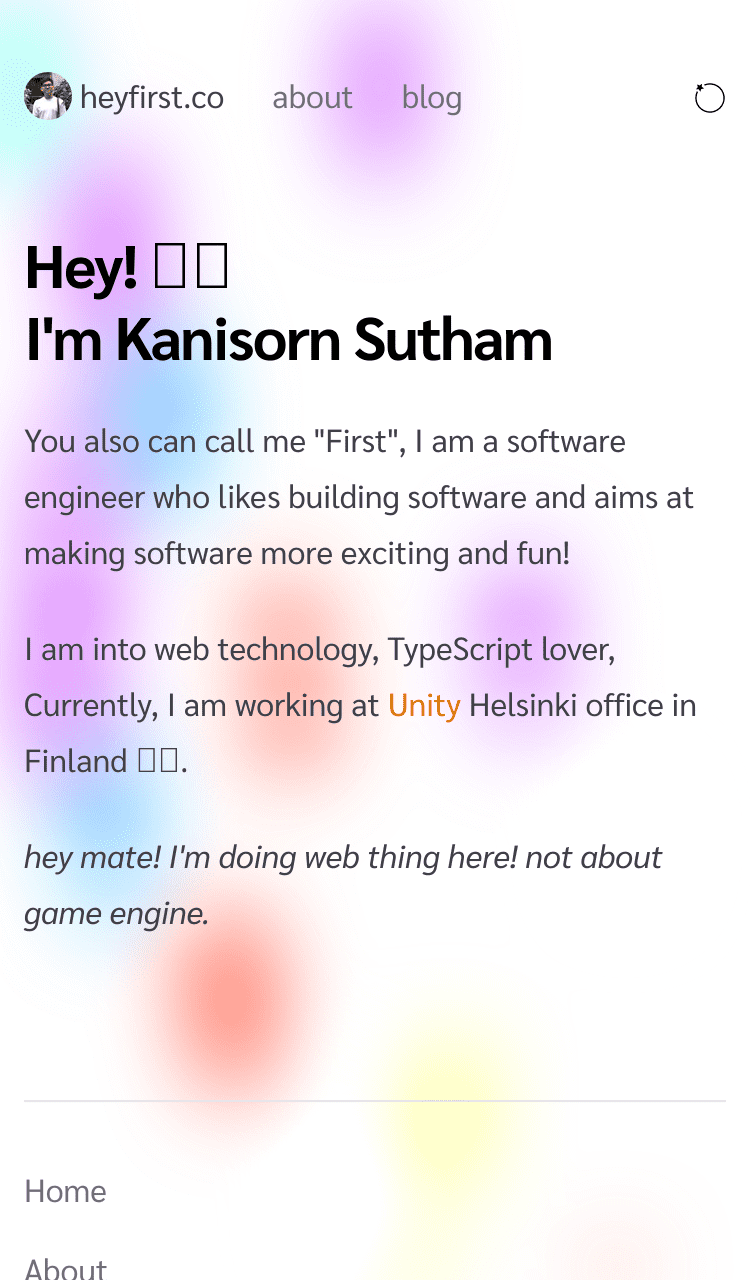 heyfirst.co about blog
Hey!
I'm Kanisorn Sutham
You also can call me "First", I am a software
engineer who likes building software and aims at
making software more exciting and fun!
I am into web technology, TypeScript lover,
Currently, I am working at Unity Helsinki office in
Finland .
hey mate! I'm doing web thing here! not about
game engine.
Home
About